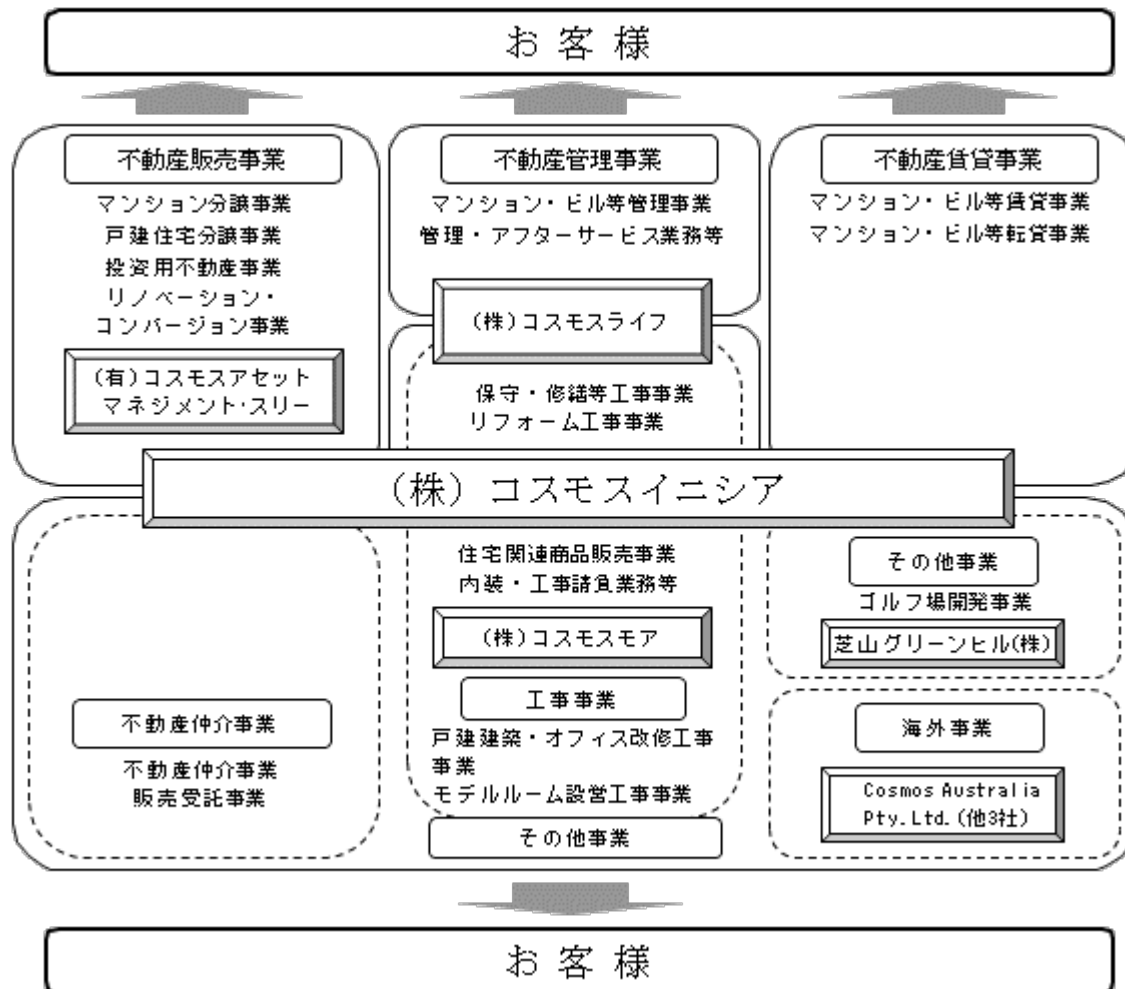 お客様
不動産販売事業
マンション分譲事業
戸建住宅分譲事業
投資用不動産事業
リノベーション・
コンバージョン事業
(有)コスモスアセット
マネジメント・スリー
不動産管理事業
マンション・ビル等管理事業
管理・アフターサービス業務等
(株)コスモスライフ
保守・修繕等工事事業
リフォーム工事事業
不動産賃貸事業
マンション・ビル等賃貸事業
マンション・ビル等転貸事業
(株)コスモスイニシア
不動産仲介事業
不動産仲介事業
販売受託事業
住宅関連商品販売事業
内装・工事請負業務等
(株)コスモスモア
工事事業
戸建建築・オフィス改修工事
事業
モデルルーム設営工事事業
その他事業
その他事業
ゴルフ場開発事業
芝山グリーンヒル(株)
海外事業
Cosmos Australia
Pty.Ltd.(他3社)
お客様